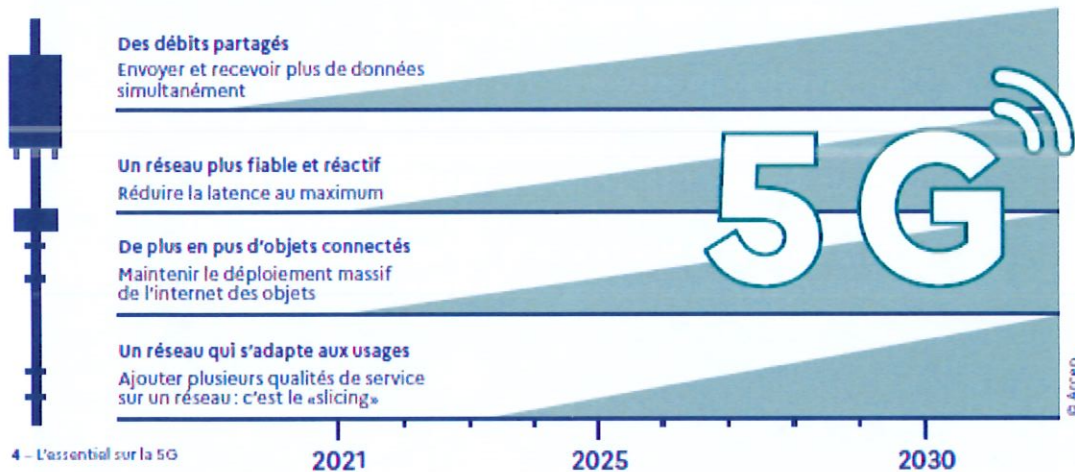 Des débits partagés
Envoyer et recevoir plus de données
simultanément
Un réseau plus fiable et réactif
Réduire la latence au maximum
De plus en pus d'objets connectés
Maintenir le déploiement massif
de l'internet des objets
Un réseau qui s'adapte aux usages
Ajouter plusieurs qualités de service
sur un réseau : c'est le «slicing»
5G
© Arcep
4 – L'essentiel sur la 5G
2021
2025
2030